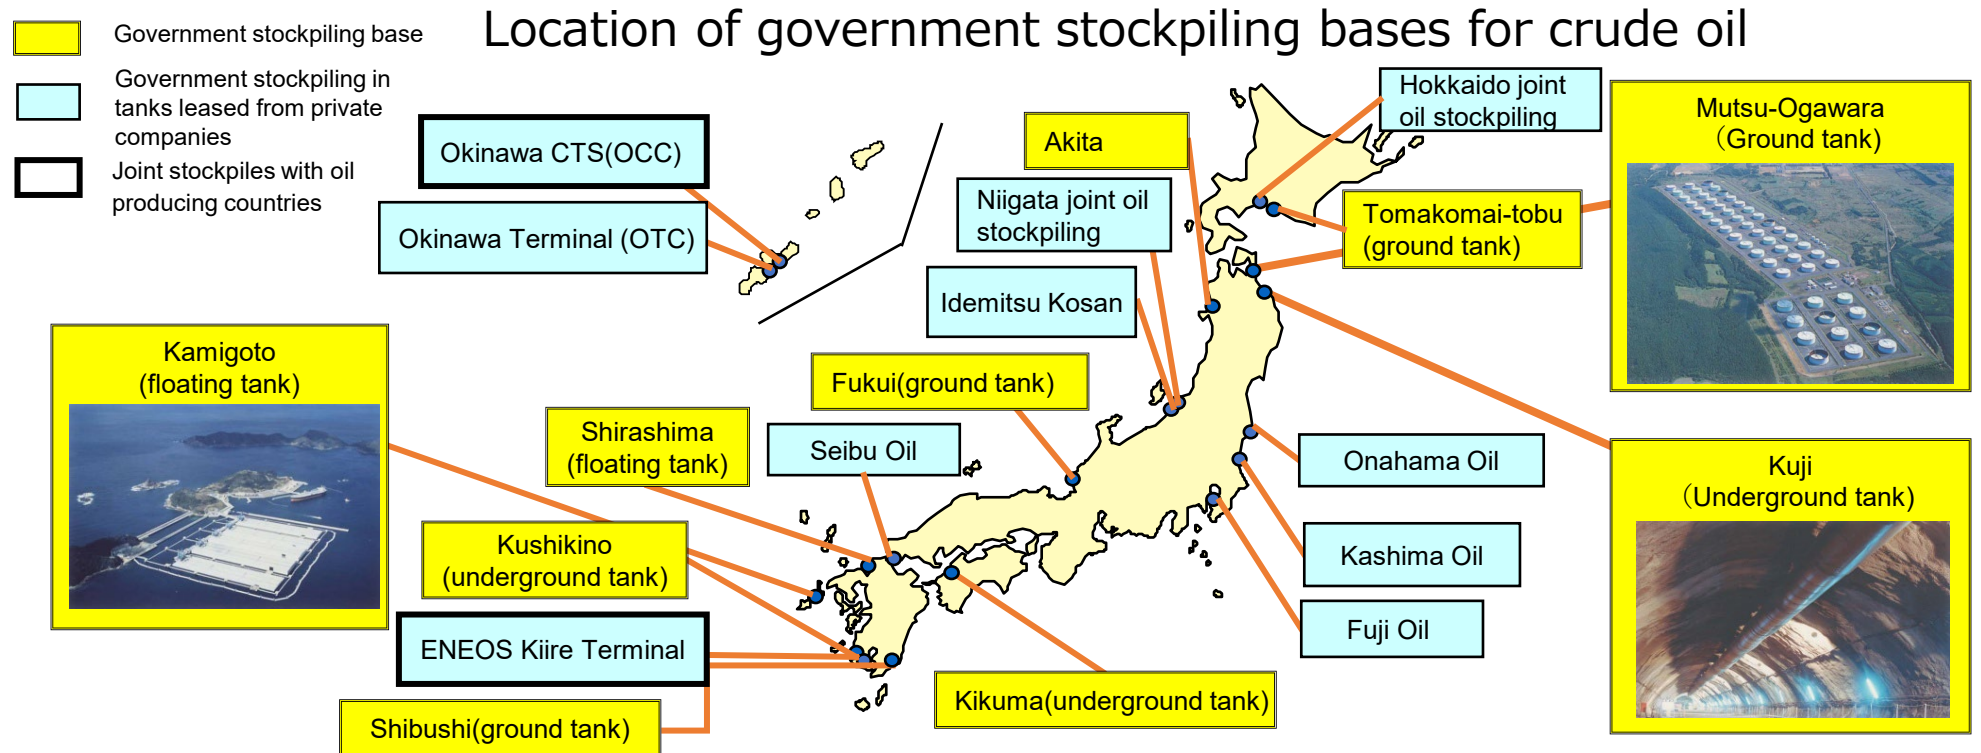 Location of government stockpiling bases for crude oil
Government stockpiling base
Government stockpiling in
tanks leased from private
companies
Joint stockpiles with oil
producing countries
Okinawa CTS(OCC)
Okinawa Terminal (OTC)
Akita
Niigata joint oil
stockpiling
Idemitsu Kosan
Hokkaido joint
oil stockpiling
Tomakomai-tobu
(ground tank)
Mutsu-Ogawara
（Ground tank)
Kamigoto
(floating tank)
Fukui(ground tank)
Shirashima
(floating tank)
Seibu Oil
Kushikino
(underground tank)
ENEOS Kiire Terminal
Shibushi(ground tank)
Kikuma(underground tank)
Onahama Oil
Kashima Oil
Fuji Oil
Kuji
（Underground tank)